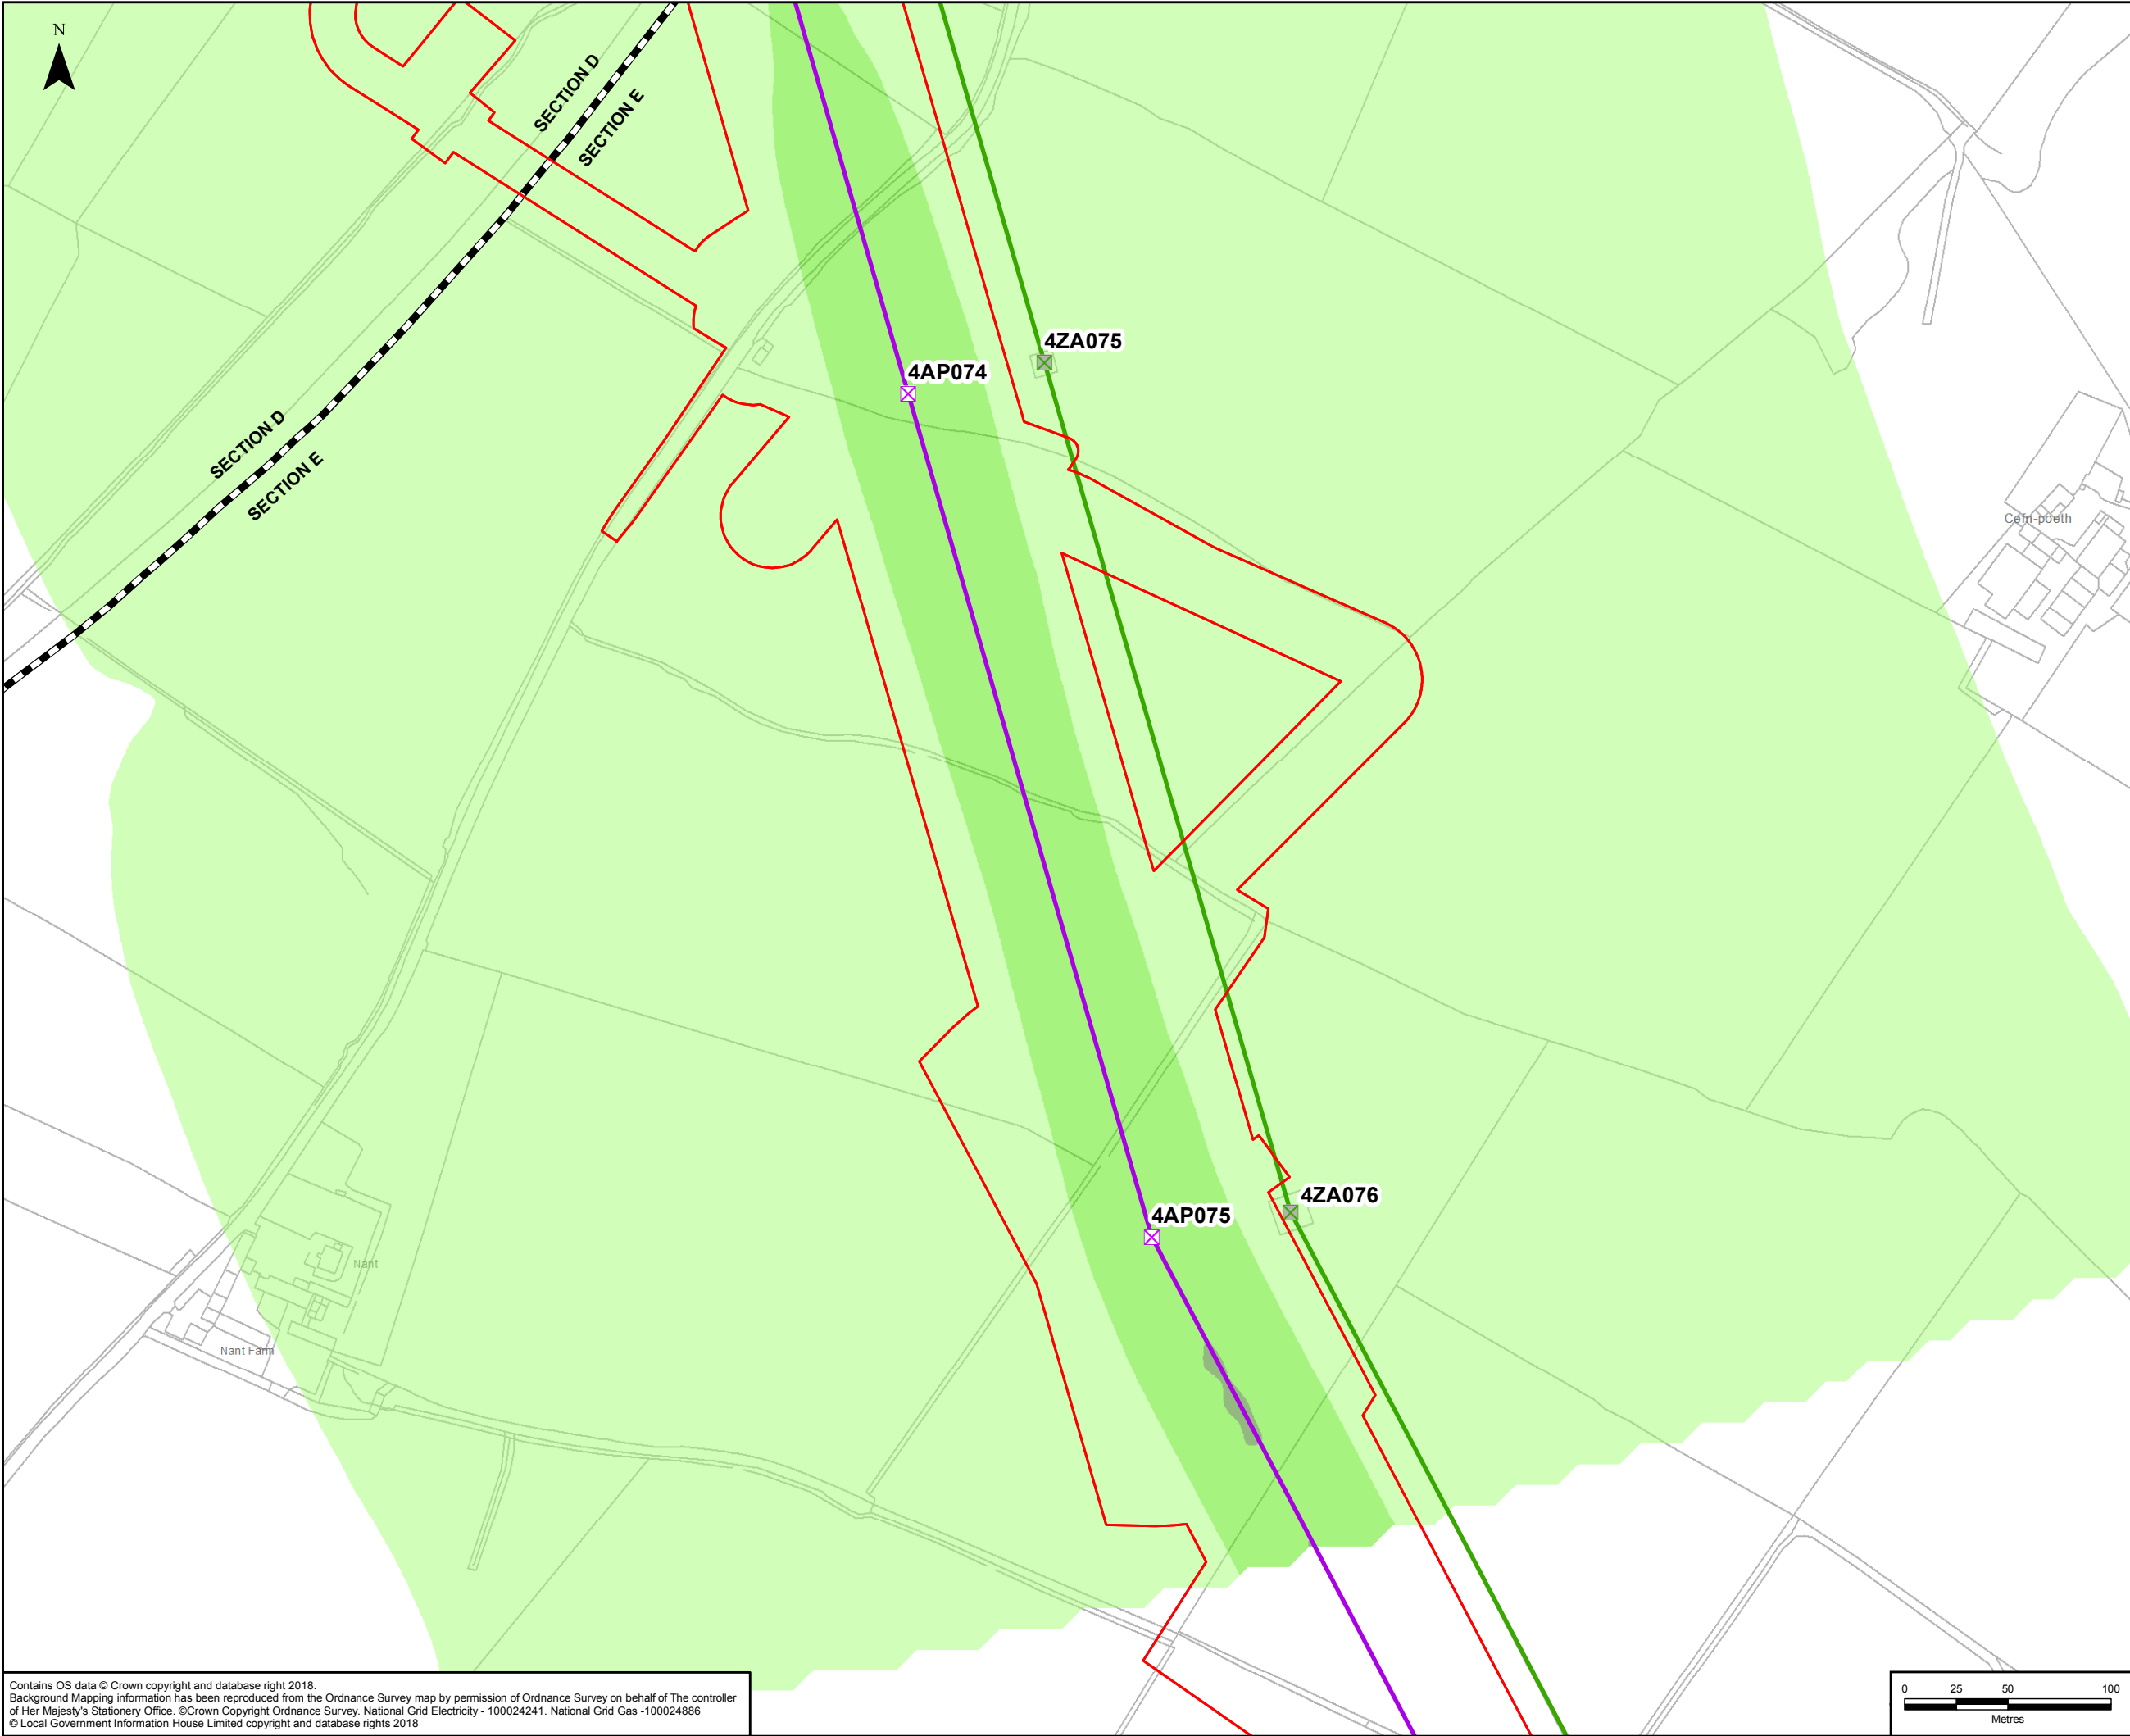 N
SECTION D
SECTION E
4ZA075
4AP074
SECTION D
SECTION E
Cefn-poeth
4ZA076
4AP075
Nant
Nant Farm
Contains OS data © Crown copyright and database right 2018.
Background Mapping information has been reproduced from the Ordnance Survey map by permission of Ordnance Survey on behalf of The controller
of Her Majesty's Stationery Office. ©Crown Copyright Ordnance Survey. National Grid Electricity - 100024241. National Grid Gas -100024886
© Local Government Information House Limited copyright and database rights 2018
0 25 50 100
Metres